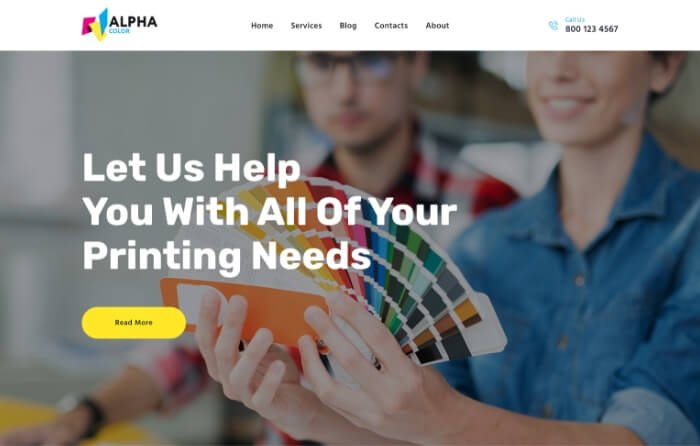 ALPHA
COLOR
Home Services Blog Contacts About
Call Us
800 123 4567
Let Us Help
You With All Of Your
Printing Needs
Read More